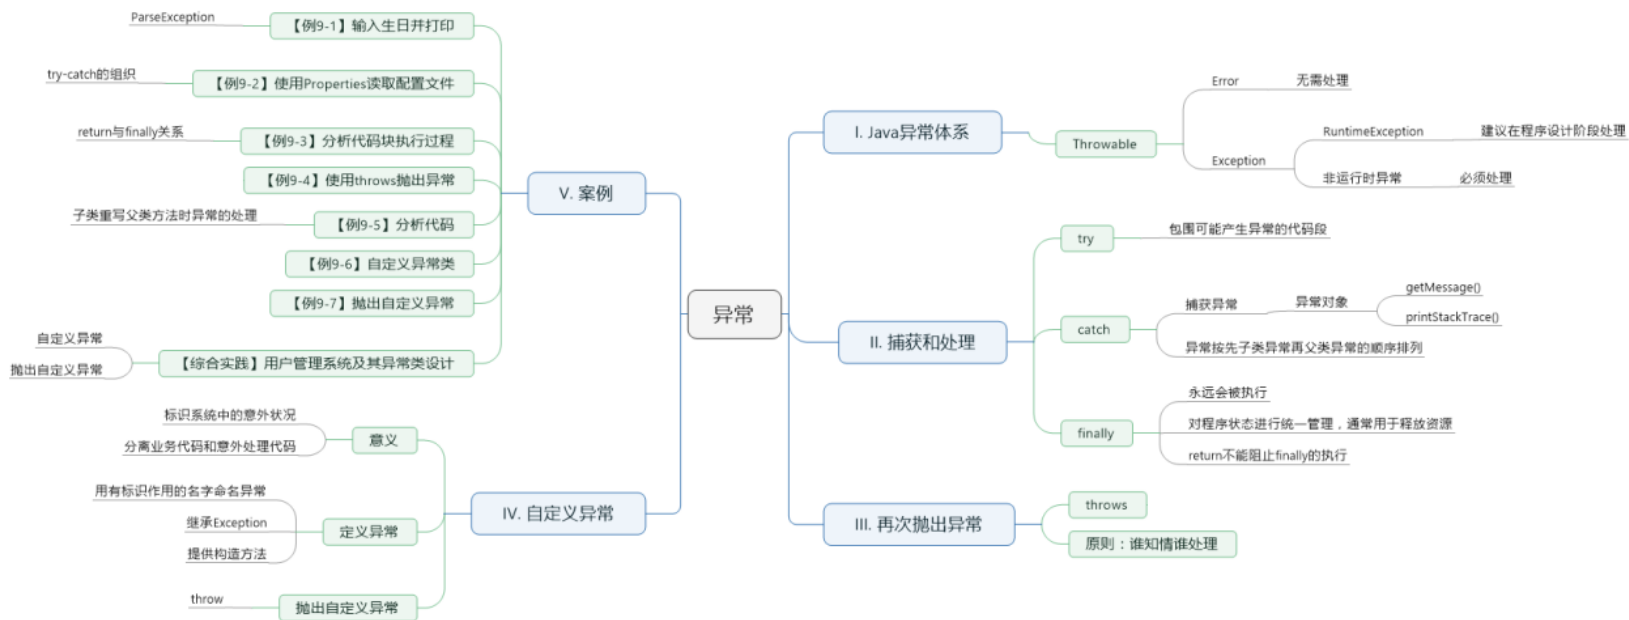 异常
I. Java异常体系
Throwable
Error
无需处理
Exception
RuntimeException
建议在程序设计阶段处理
非运行时异常
必须处理
II. 捕获和处理
try
包围可能产生异常的代码段
catch
捕获异常
异常对象
getMessage()
printStackTrace()
异常按先子类异常再父类异常的顺序排列
finally
永远会被执行
对程序状态进行统一管理，通常用于释放资源
return不能阻止finally的执行
III. 再次抛出异常
throws
原则：谁知情谁处理
IV. 自定义异常
意义
标识系统中的意外状况
分离业务代码和意外处理代码
定义异常
用有标识作用的名字命名异常
继承Exception
提供构造方法
抛出自定义异常
throw
V. 案例
【例9-1】输入生日并打印
ParseException
【例9-2】使用Properties读取配置文件
try-catch的组织
【例9-3】分析代码块执行过程
return与finally关系
【例9-4】使用throws抛出异常
【例9-5】分析代码
子类重写父类方法时异常的处理
【例9-6】自定义异常类
【例9-7】抛出自定义异常
【综合实践】用户管理系统及其异常类设计
自定义异常
抛出自定义异常